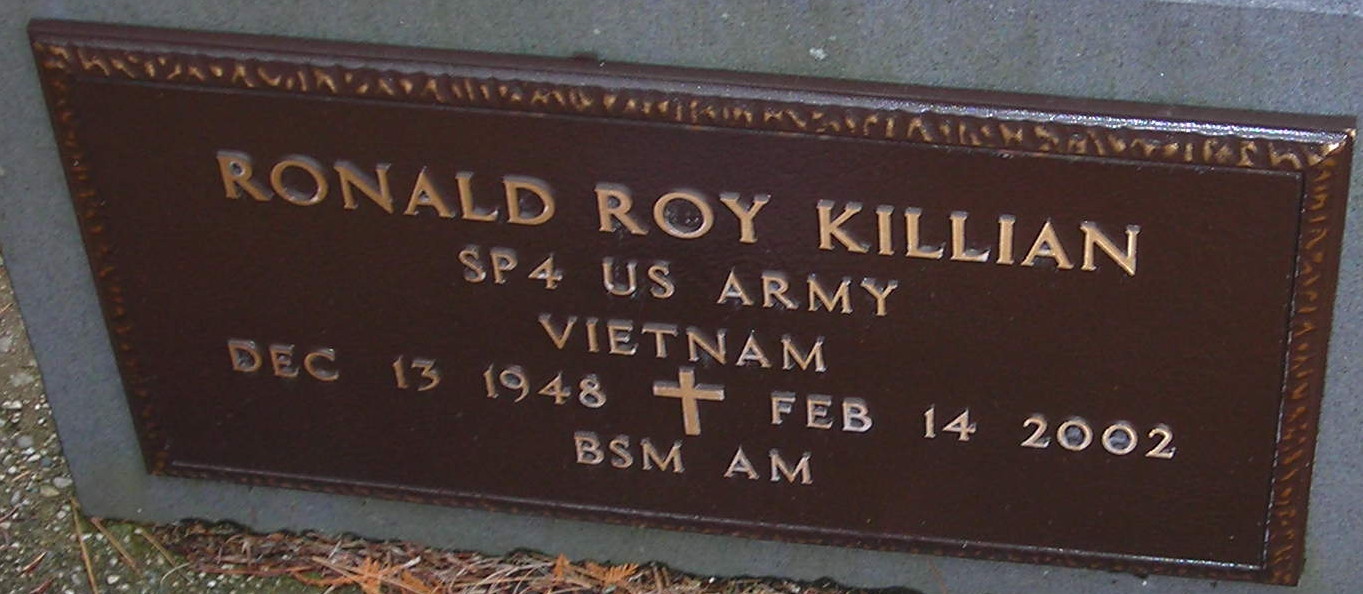 RONALD ROY KILLIAN
SP4 US ARMY
VIETNAM
DEC 13 1948 FEB 14 2002
BSM AM